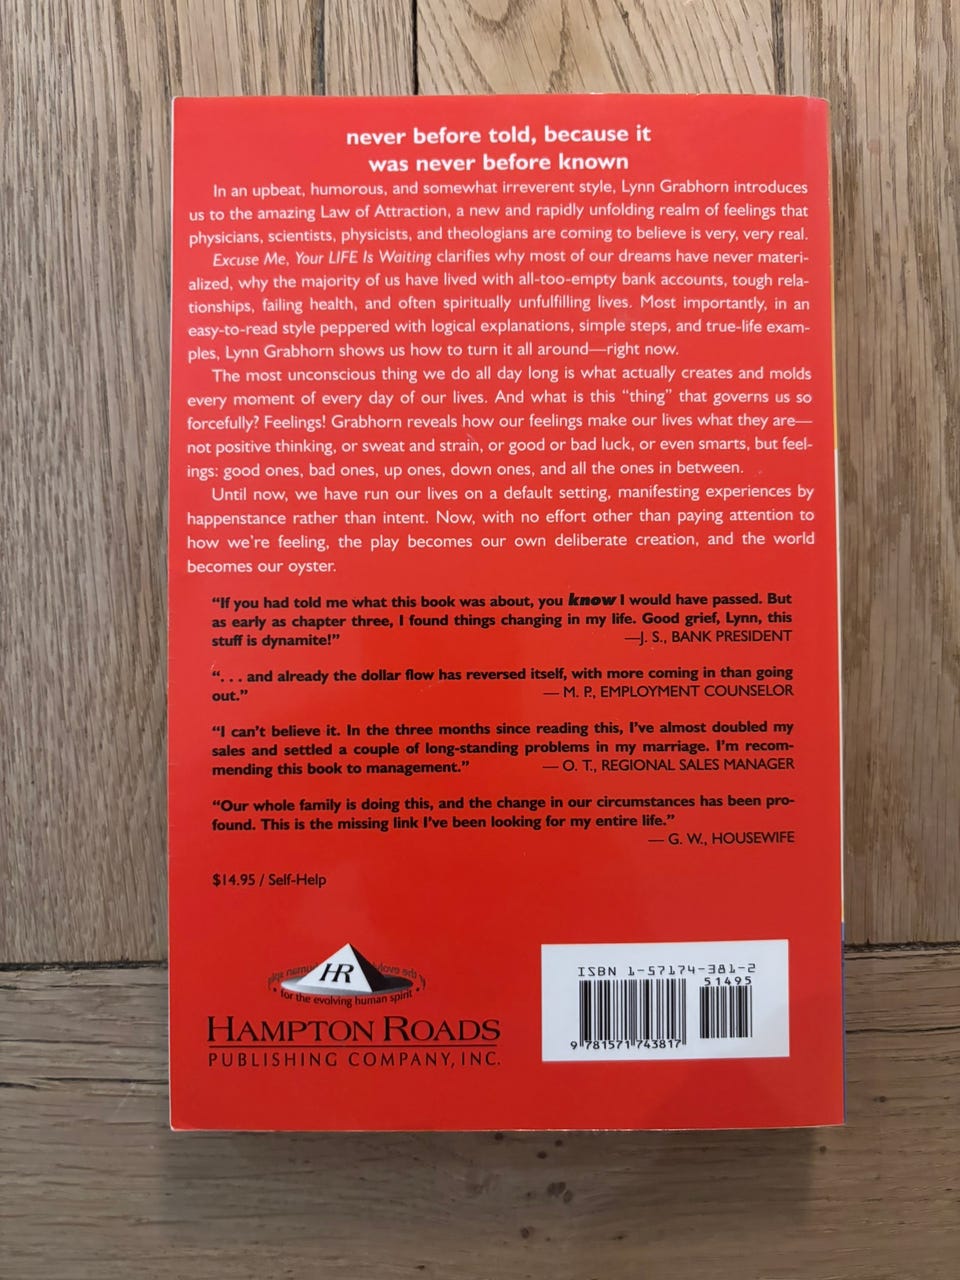 never before told, because it
was never before known
In an upbeat, humorous, and somewhat irreverent style, Lynn Grabhorn introduces
us to the amazing Law of Attraction, a new and rapidly unfolding realm of feelings that
physicians, scientists, physicists, and theologians are coming to believe is very, very real.
Excuse Me, Your LIFE Is Waiting clarifies why most of our dreams have never materi-
alized, why the majority of us have lived with all-too-empty bank accounts, tough rela-
tionships, failing health, and often spiritually unfulfilling lives. Most importantly, in an
easy-to-read style peppered with logical explanations, simple steps, and true-life exam-
ples, Lynn Grabhorn shows us how to turn it all around—right now.
The most unconscious thing we do all day long is what actually creates and molds
every moment of every day of our lives. And what is this “thing” that governs us so
forcefully? Feelings! Grabhorn reveals how our feelings make our lives what they are—
not positive thinking, or sweat and strain, or good or bad luck, or even smarts, but feel-
ings: good ones, bad ones, up ones, down ones, and all the ones in between.
Until now, we have run our lives on a default setting, manifesting experiences by
happenstance rather than intent. Now, with no effort other than paying attention to
how we’re feeling, the play becomes our own deliberate creation, and the world
becomes our oyster.
“If you had told me what this book was about, you know I would have passed. But
as early as chapter three, I found things changing in my life. Good grief, Lynn, this
stuff is dynamite!” —J. S., BANK PRESIDENT
“. . . and already the dollar flow has reversed itself, with more coming in than going
out.” — M. P., EMPLOYMENT COUNSELOR
“I can’t believe it. In the three months since reading this, I’ve almost doubled my
sales and settled a couple of long-standing problems in my marriage. I’m recom-
mending this book to management.” — O. T., REGIONAL SALES MANAGER
“Our whole family is doing this, and the change in our circumstances has been pro-
found. This is the missing link I’ve been looking for my entire life.”
— G. W., HOUSEWIFE
$14.95 / Self-Help
HR
for the evolving human spirit
HAMPTON ROADS
PUBLISHING COMPANY, INC.
ISBN 1-57174-381-2
51495
9 781571 743817